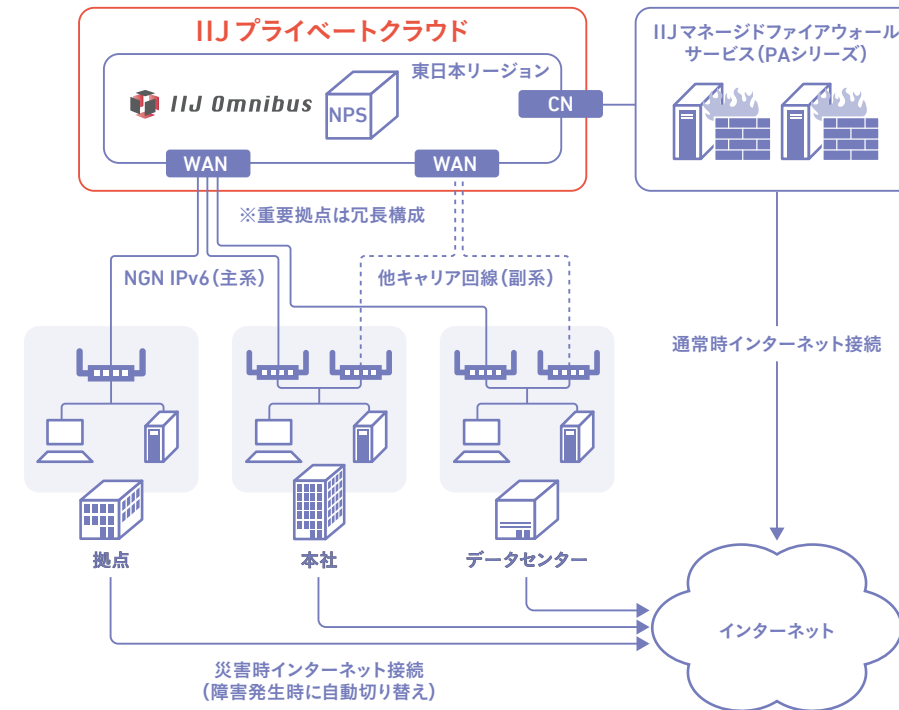 IIJ プライベートクラウド
東日本リージョン
IIJ Omnibus
NPS
CN
WAN
WAN
IIJ マネージドファイアウォール
サービス(PAシリーズ)
※重要拠点は冗長構成
NGN IPv6(主系)
他キャリア回線(副系)
通常時インターネット接続
拠点
本社
データセンター
インターネット
災害時インターネット接続
(障害発生時に自動切り替え)